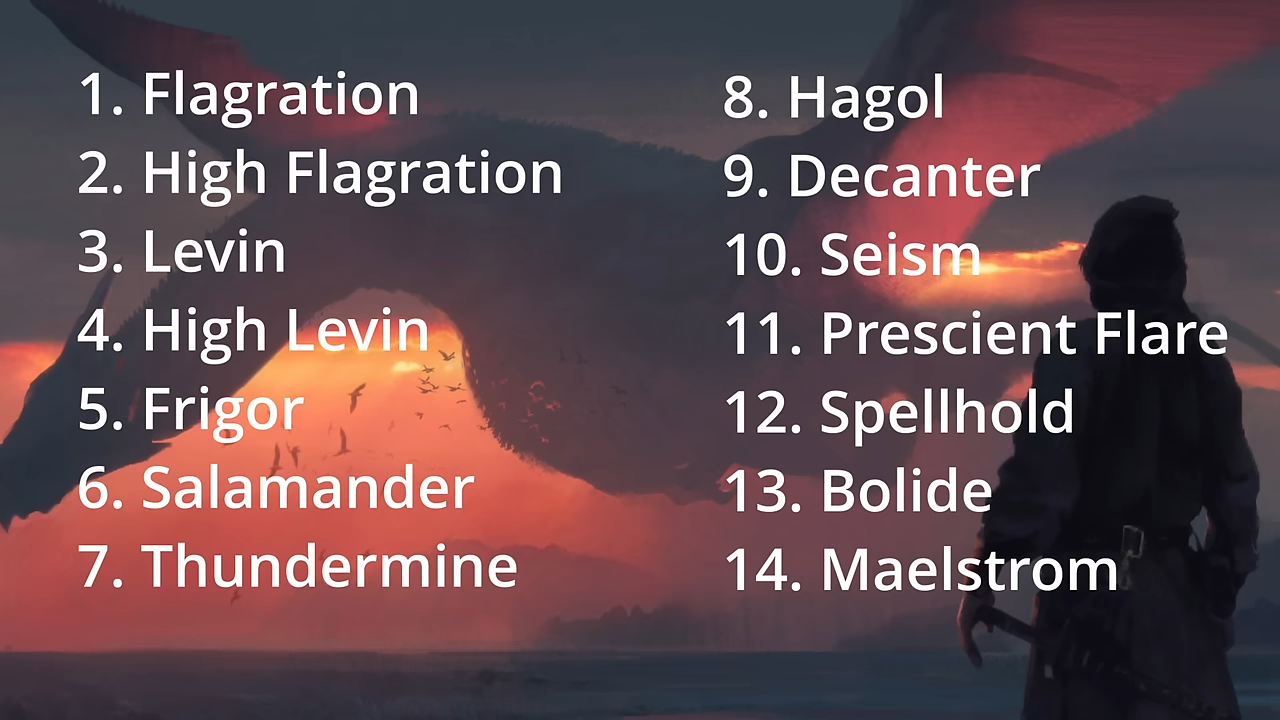 1. Flagration
2. High Flagration
3. Levin
4. High Levin
5. Frigor
6. Salamander
7. Thundermine
8. Hagol
9. Decanter
10. Seism
11. Prescient Flare
12. Spellhold
13. Bolide
14. Maelstrom